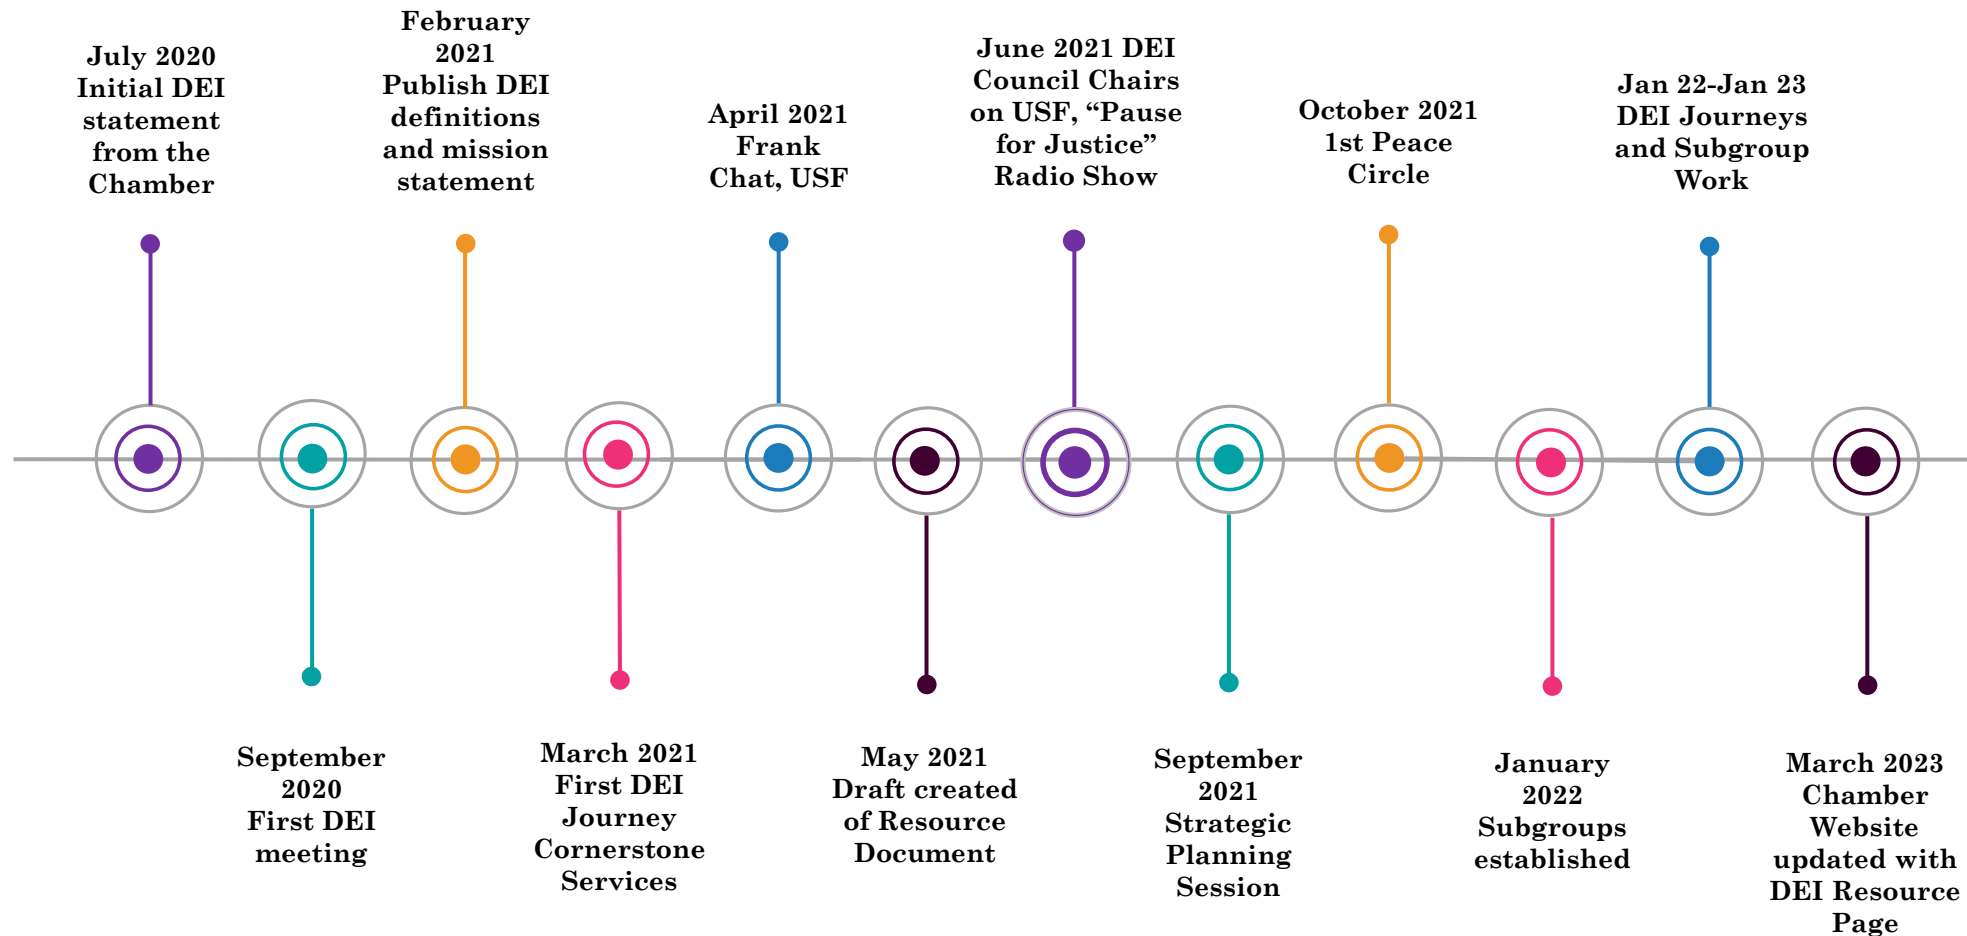 July 2020
Initial DEI
statement
from the
Chamber
September
2020
First DEI
meeting
February
2021
Publish DEI
definitions
and mission
statement
March 2021
First DEI
Journey
Cornerstone
Services
April 2021
Frank
Chat, USF
May 2021
Draft created
of Resource
Document
June 2021 DEI
Council Chairs
on USF, “Pause
for Justice”
Radio Show
September
2021
Strategic
Planning
Session
October 2021
1st Peace
Circle
January
2022
Subgroups
established
Jan 22-Jan 23
DEI Journeys
and Subgroup
Work
March 2023
Chamber
Website
updated with
DEI Resource
Page